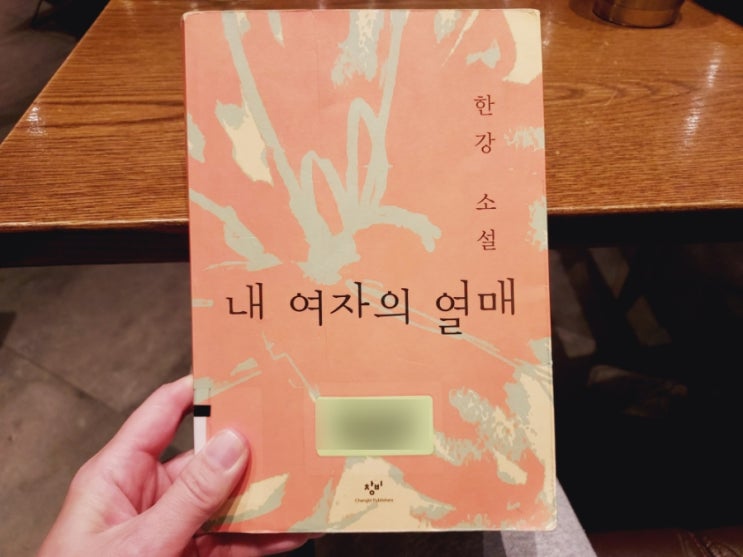 한강 소설
내 여자의 열매
창비
Changbi Publishers